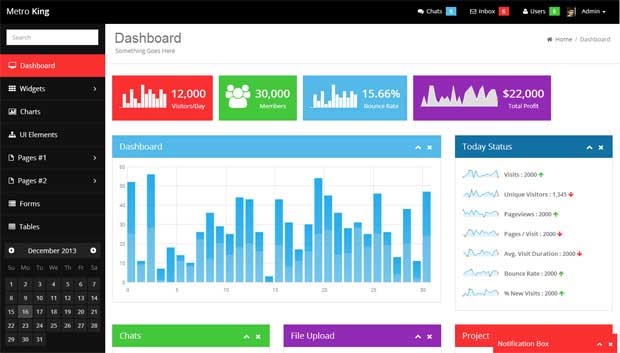 Metro King
Chats 9
Inbox 6
Users 6
Admin
Search
Dashboard
Something Goes Here
Home / Dashboard
Dashboard
Widgets
Charts
UI Elements
Pages #1
Pages #2
Forms
Tables
12,000
Visitors/Day
30,000
Members
15.66%
Bounce Rate
$22,000
Total Profit
Dashboard
60
50
40
30
20
10
0
0 5 10 15 20 25 30
Today Status
Visits : 2000
Unique Visitors : 1,345
Pageviews : 2000
Pages / Visit : 2000
Avg. Visit Duration : 2000
Bounce Rate : 2000
% New Visits : 2000
December 2013
Su Mo Tu We Th Fr Sa
1 2 3 4 5 6 7
8 9 10 11 12 13 14
15 16 17 18 19 20 21
22 23 24 25 26 27 28
29 30 31
Chats
File Upload
Project
Notification Box